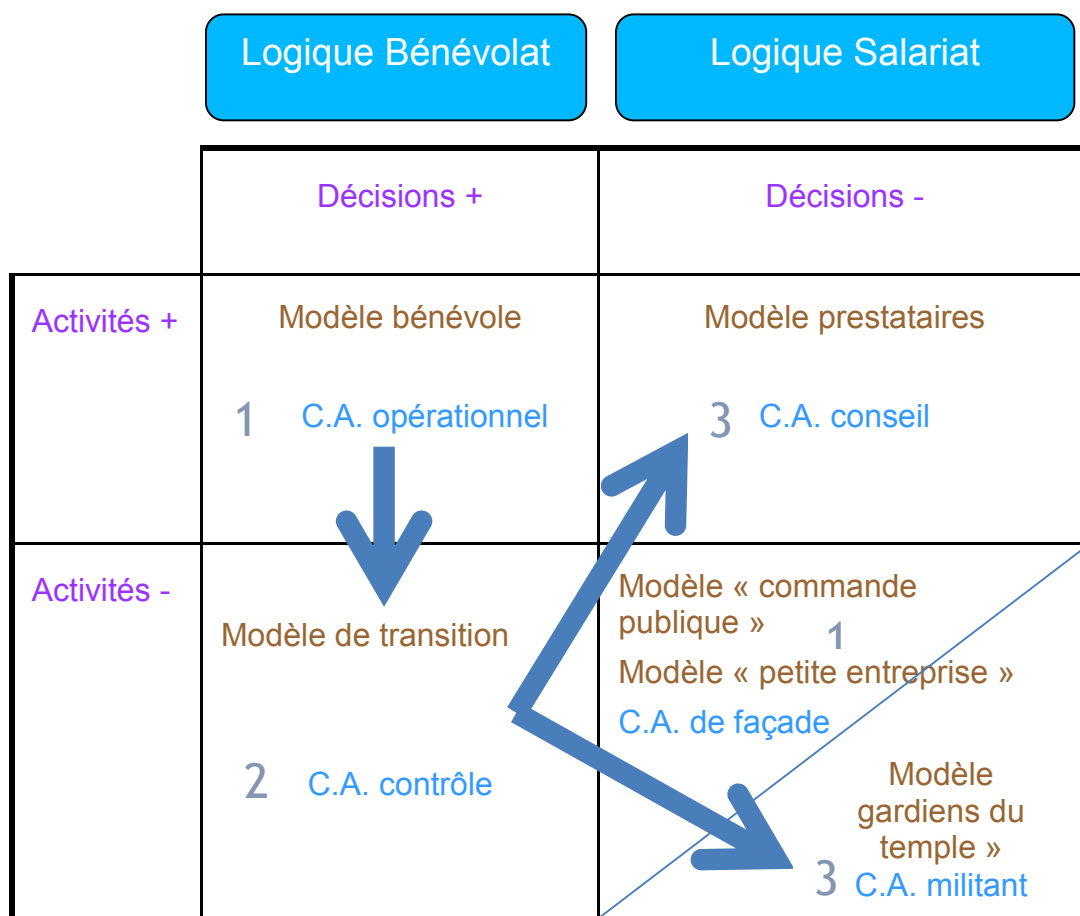 Logique Bénévolat
Logique Salariat
Décisions +
Décisions -
Activités +
Modèle bénévole
Modèle prestataires
1
C.A. opérationnel
3
C.A. conseil
Activités -
Modèle de transition
Modèle « commande
publique »
1
Modèle « petite entreprise »
C.A. de façade
2
C.A. contrôle
Modèle
gardiens du
temple »
3
C.A. militant